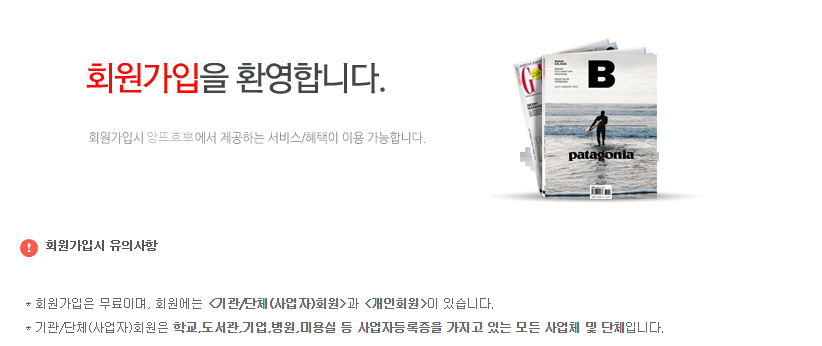 회원가입을 환영합니다.
회원가입시 앙뜨흐뽀에서 제공하는 서비스/혜택이 이용 가능합니다.
G
B
patagonia
회원가입시 유의사항
* 회원가입은 무료이며, 회원에는 <기관/단체(사업자)회원>과 <개인회원>이 있습니다.
* 기관/단체(사업자)회원은 학교,도서관,기업,병원,미용실 등 사업자등록증을 가지고 있는 모든 사업체 및 단체입니다.